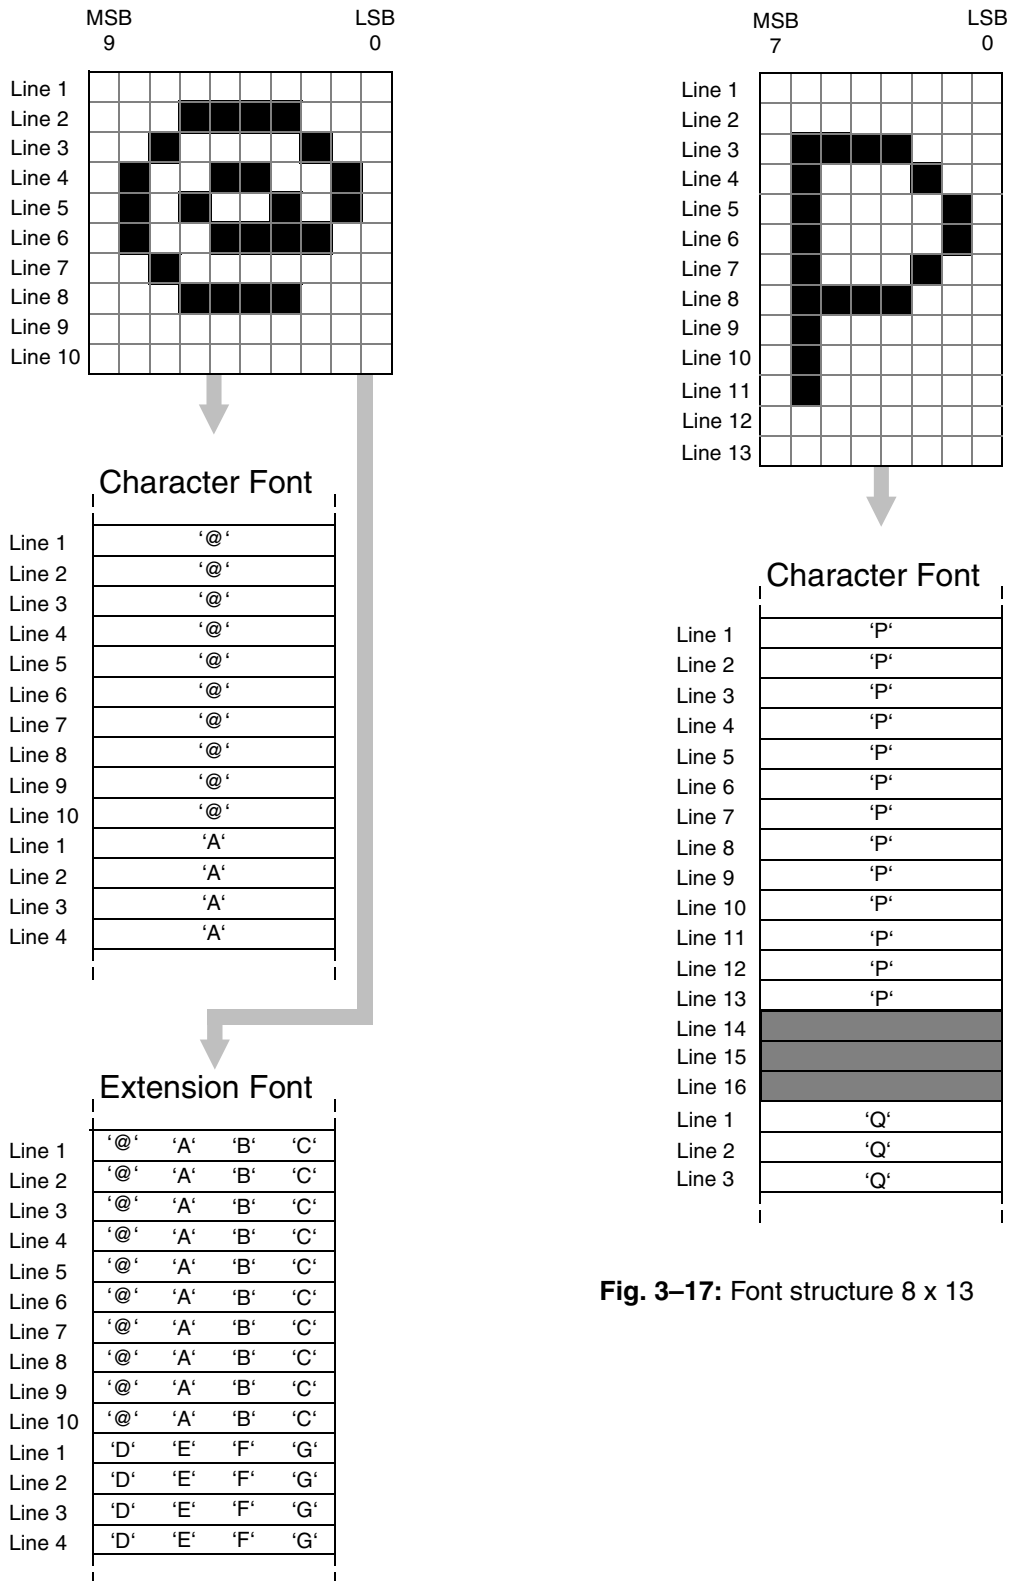 MSB LSB
9 0
Line 1
Line 2
Line 3
Line 4
Line 5
Line 6
Line 7
Line 8
Line 9
Line 10
Character Font
Line 1 ‘@‘
Line 2 ‘@‘
Line 3 ‘@‘
Line 4 ‘@‘
Line 5 ‘@‘
Line 6 ‘@‘
Line 7 ‘@‘
Line 8 ‘@‘
Line 9 ‘@‘
Line 10 ‘@‘
Line 1 ‘A‘
Line 2 ‘A‘
Line 3 ‘A‘
Line 4 ‘A‘
Extension Font
Line 1 ‘@‘ ‘A‘ ‘B‘ ‘C‘
Line 2 ‘@‘ ‘A‘ ‘B‘ ‘C‘
Line 3 ‘@‘ ‘A‘ ‘B‘ ‘C‘
Line 4 ‘@‘ ‘A‘ ‘B‘ ‘C‘
Line 5 ‘@‘ ‘A‘ ‘B‘ ‘C‘
Line 6 ‘@‘ ‘A‘ ‘B‘ ‘C‘
Line 7 ‘@‘ ‘A‘ ‘B‘ ‘C‘
Line 8 ‘@‘ ‘A‘ ‘B‘ ‘C‘
Line 9 ‘@‘ ‘A‘ ‘B‘ ‘C‘
Line 10 ‘@‘ ‘A‘ ‘B‘ ‘C‘
Line 1 ‘D‘ ‘E‘ ‘F‘ ‘G‘
Line 2 ‘D‘ ‘E‘ ‘F‘ ‘G‘
Line 3 ‘D‘ ‘E‘ ‘F‘ ‘G‘
Line 4 ‘D‘ ‘E‘ ‘F‘ ‘G‘
MSB LSB
7 0
Line 1
Line 2
Line 3
Line 4
Line 5
Line 6
Line 7
Line 8
Line 9
Line 10
Line 11
Line 12
Line 13
Character Font
Line 1 ‘P‘
Line 2 ‘P‘
Line 3 ‘P‘
Line 4 ‘P‘
Line 5 ‘P‘
Line 6 ‘P‘
Line 7 ‘P‘
Line 8 ‘P‘
Line 9 ‘P‘
Line 10 ‘P‘
Line 11 ‘P‘
Line 12 ‘P‘
Line 13 ‘P‘
Line 14
Line 15
Line 16
Line 1 ‘Q‘
Line 2 ‘Q‘
Line 3 ‘Q‘
Fig. 3–17: Font structure 8 x 13